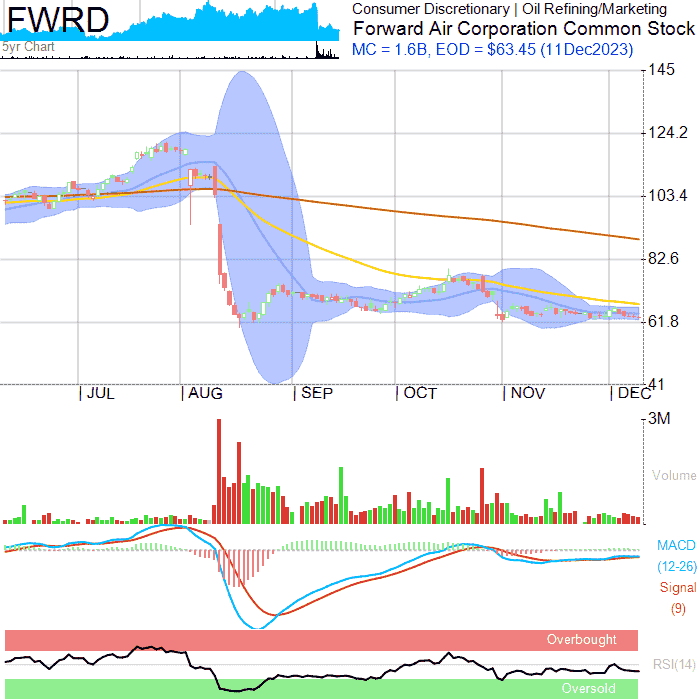 FWRD
5yr Chart
Consumer Discretionary | Oil Refining/Marketing
Forward Air Corporation Common Stock
MC = 1.6B, EOD = $63.45 (11Dec2023)
145
124.2
103.4
82.6
61.8
41
JUL
AUG
SEP
OCT
NOV
DEC
3M
Volume
MACD
(12-26)
Signal
(9)
Overbought
RSI(14)
Oversold